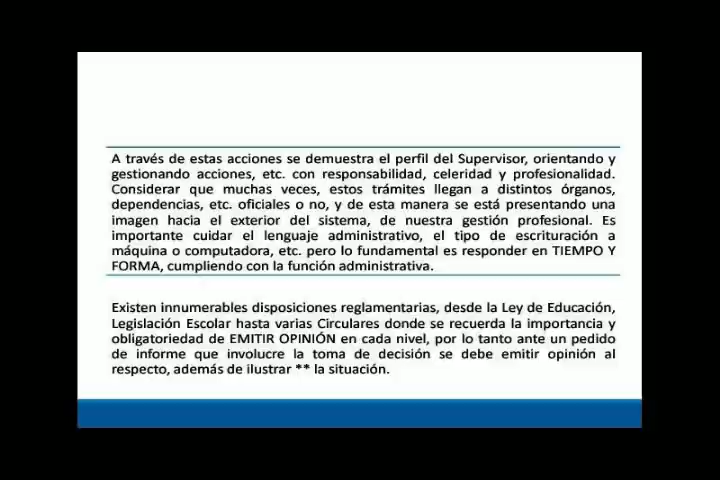 A través de estas acciones se demuestra el perfil del Supervisor, orientando y
gestionando acciones, etc. con responsabilidad, celeridad y profesionalidad.
Considerar que muchas veces, estos trámites llegan a distintos órganos,
dependencias, etc. oficiales o no, y de esta manera se está presentando una
imagen hacia el exterior del sistema, de nuestra gestión profesional. Es
importante cuidar el lenguaje administrativo, el tipo de escrituración a
máquina o computadora, etc. pero lo fundamental es responder en TIEMPO Y
FORMA, cumpliendo con la función administrativa.
Existen innumerables disposiciones reglamentarias, desde la Ley de Educación,
Legislación Escolar hasta varias Circulares donde se recuerda la importancia y
obligatoriedad de EMITIR OPINIÓN en cada nivel, por lo tanto ante un pedido
de informe que involucre la toma de decisión se debe emitir opinión al
respecto, además de ilustrar ** la situación.